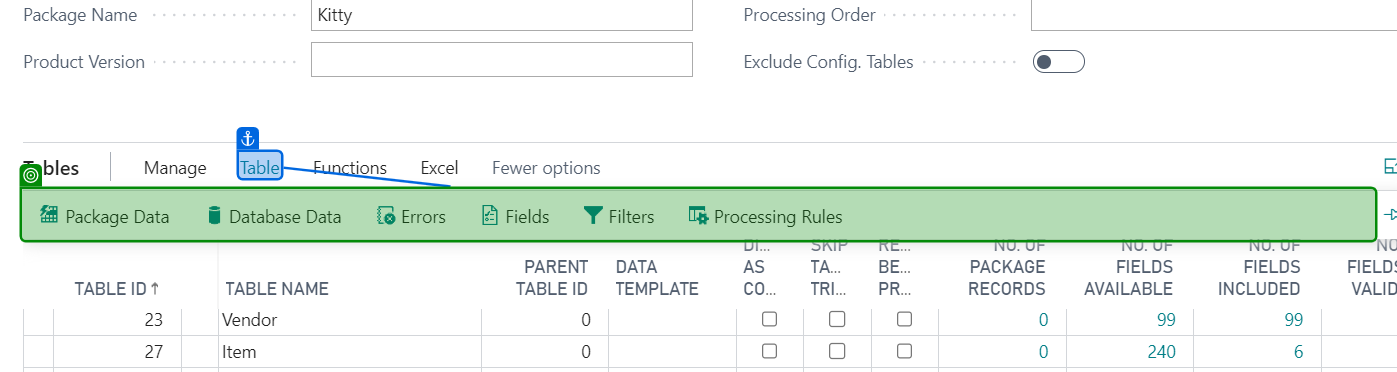 Package Name Kitty Processing Order
Product Version Exclude Config. Tables
Manage Table Functions Excel Fewer options
Package Data Database Data Errors Fields Filters Processing Rules
DI... SKIP RE... NO. OF NO. OF NO. OF NO
PARENT DATA AS TA... BE... PACKAGE FIELDS FIELDS FIELDS
TABLE ID ↑ TABLE NAME TABLE ID TEMPLATE CO... TRI... PR... RECORDS AVAILABLE INCLUDED VALID
23 Vendor 0 0 99 99
27 Item 0 0 240 6